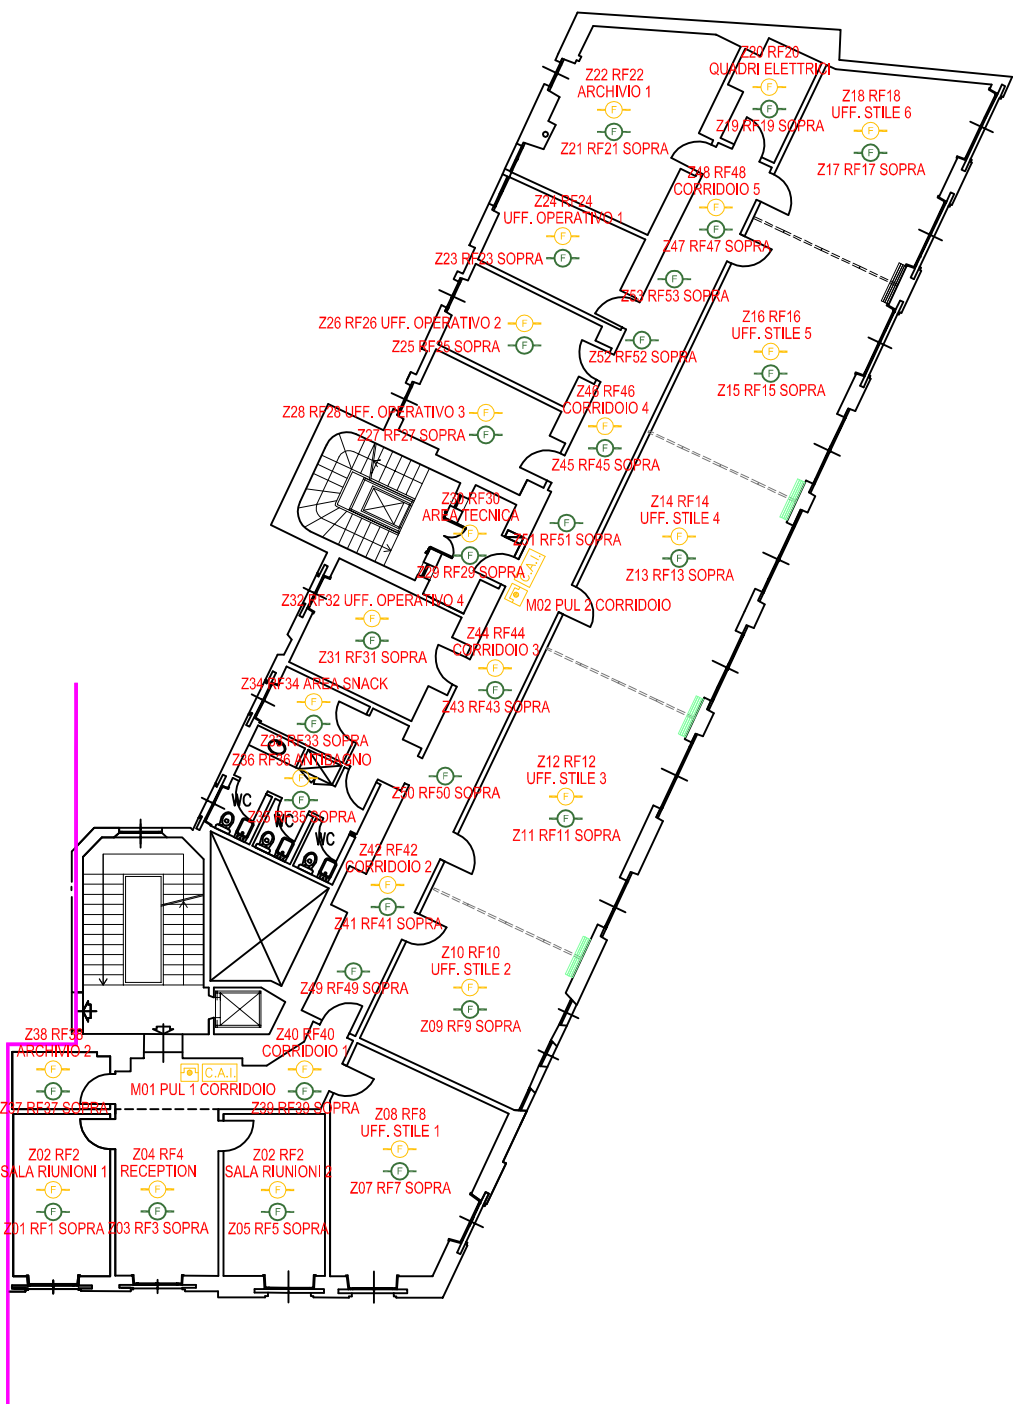 Z20 RF20
QUADRI ELETTRICI
F
F
Z19 RF19 SOPRA
Z22 RF22
ARCHIVIO 1
F
F
Z21 RF21 SOPRA
Z18 RF18
UFF. STILE 6
F
F
Z17 RF17 SOPRA
Z48 RF48
CORRIDOIO 5
F
F
Z47 RF47 SOPRA
Z24 RF24
UFF. OPERATIVO 1
F
F
Z23 RF23 SOPRA
F
Z53 RF53 SOPRA
Z26 RF26 UFF. OPERATIVO 2
F
F
Z25 RF25 SOPRA
F
Z52 RF52 SOPRA
Z16 RF16
UFF. STILE 5
F
F
Z15 RF15 SOPRA
Z46 RF46
CORRIDOIO 4
F
F
Z45 RF45 SOPRA
Z28 RF28 UFF. OPERATIVO 3
F
F
Z27 RF27 SOPRA
Z30 RF30
AREA TECNICA
F
F
Z29 RF29 SOPRA
F
Z51 RF51 SOPRA
Z14 RF14
UFF. STILE 4
F
F
Z13 RF13 SOPRA
C.A.I.
M02 PUL 2 CORRIDOIO
Z32 RF32 UFF. OPERATIVO 4
F
F
Z31 RF31 SOPRA
Z44 RF44
CORRIDOIO 3
F
F
Z43 RF43 SOPRA
Z34 RF34 AREA SNACK
F
F
Z33 RF33 SOPRA
Z36 RF36 ANTIBAGNO
F
F
Z35 RF35 SOPRA
WC
WC
WC
F
Z50 RF50 SOPRA
Z12 RF12
UFF. STILE 3
F
F
Z11 RF11 SOPRA
Z42 RF42
CORRIDOIO 2
F
F
Z41 RF41 SOPRA
F
Z49 RF49 SOPRA
Z10 RF10
UFF. STILE 2
F
F
Z09 RF9 SOPRA
Z38 RF38
ARCHIVIO 2
F
F
Z37 RF37 SOPRA
C.A.I.
M01 PUL 1 CORRIDOIO
Z40 RF40
CORRIDOIO 1
F
F
Z39 RF39 SOPRA
Z02 RF2
SALA RIUNIONI 1
F
F
Z01 RF1 SOPRA
Z04 RF4
RECEPTION
F
F
Z03 RF3 SOPRA
Z02 RF2
SALA RIUNIONI 2
F
F
Z05 RF5 SOPRA
Z08 RF8
UFF. STILE 1
F
F
Z07 RF7 SOPRA